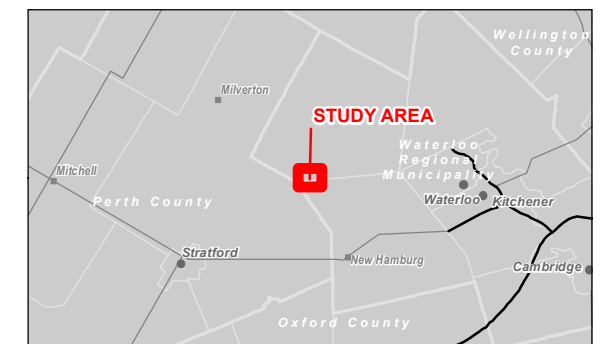 Wellington
County
Milverton
STUDY AREA
Waterloo
Regional
Municipality
Mitchell
Perth County
Waterloo
Kitchener
Stratford
New Hamburg
Cambridge
Oxford County